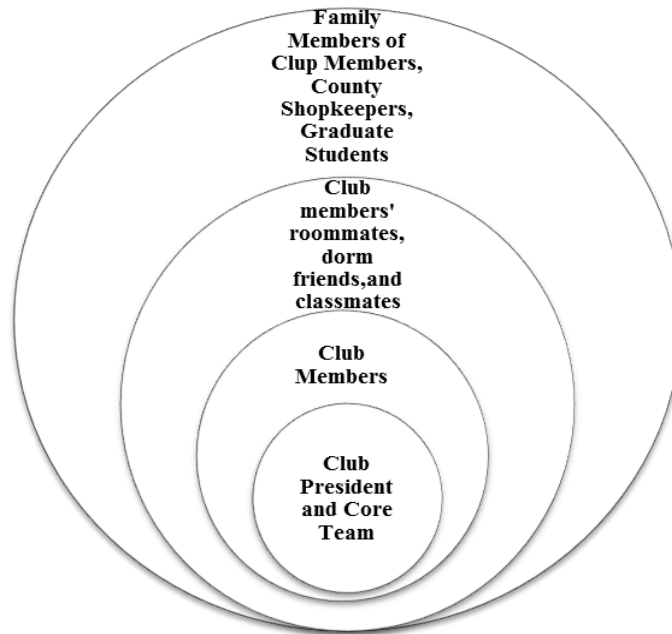 Family
Members of
Clup Members,
County
Shopkeepers,
Graduate
Students
Club
members'
roommates,
dorm
friends,and
classmates
Club
Members
Club
President
and Core
Team